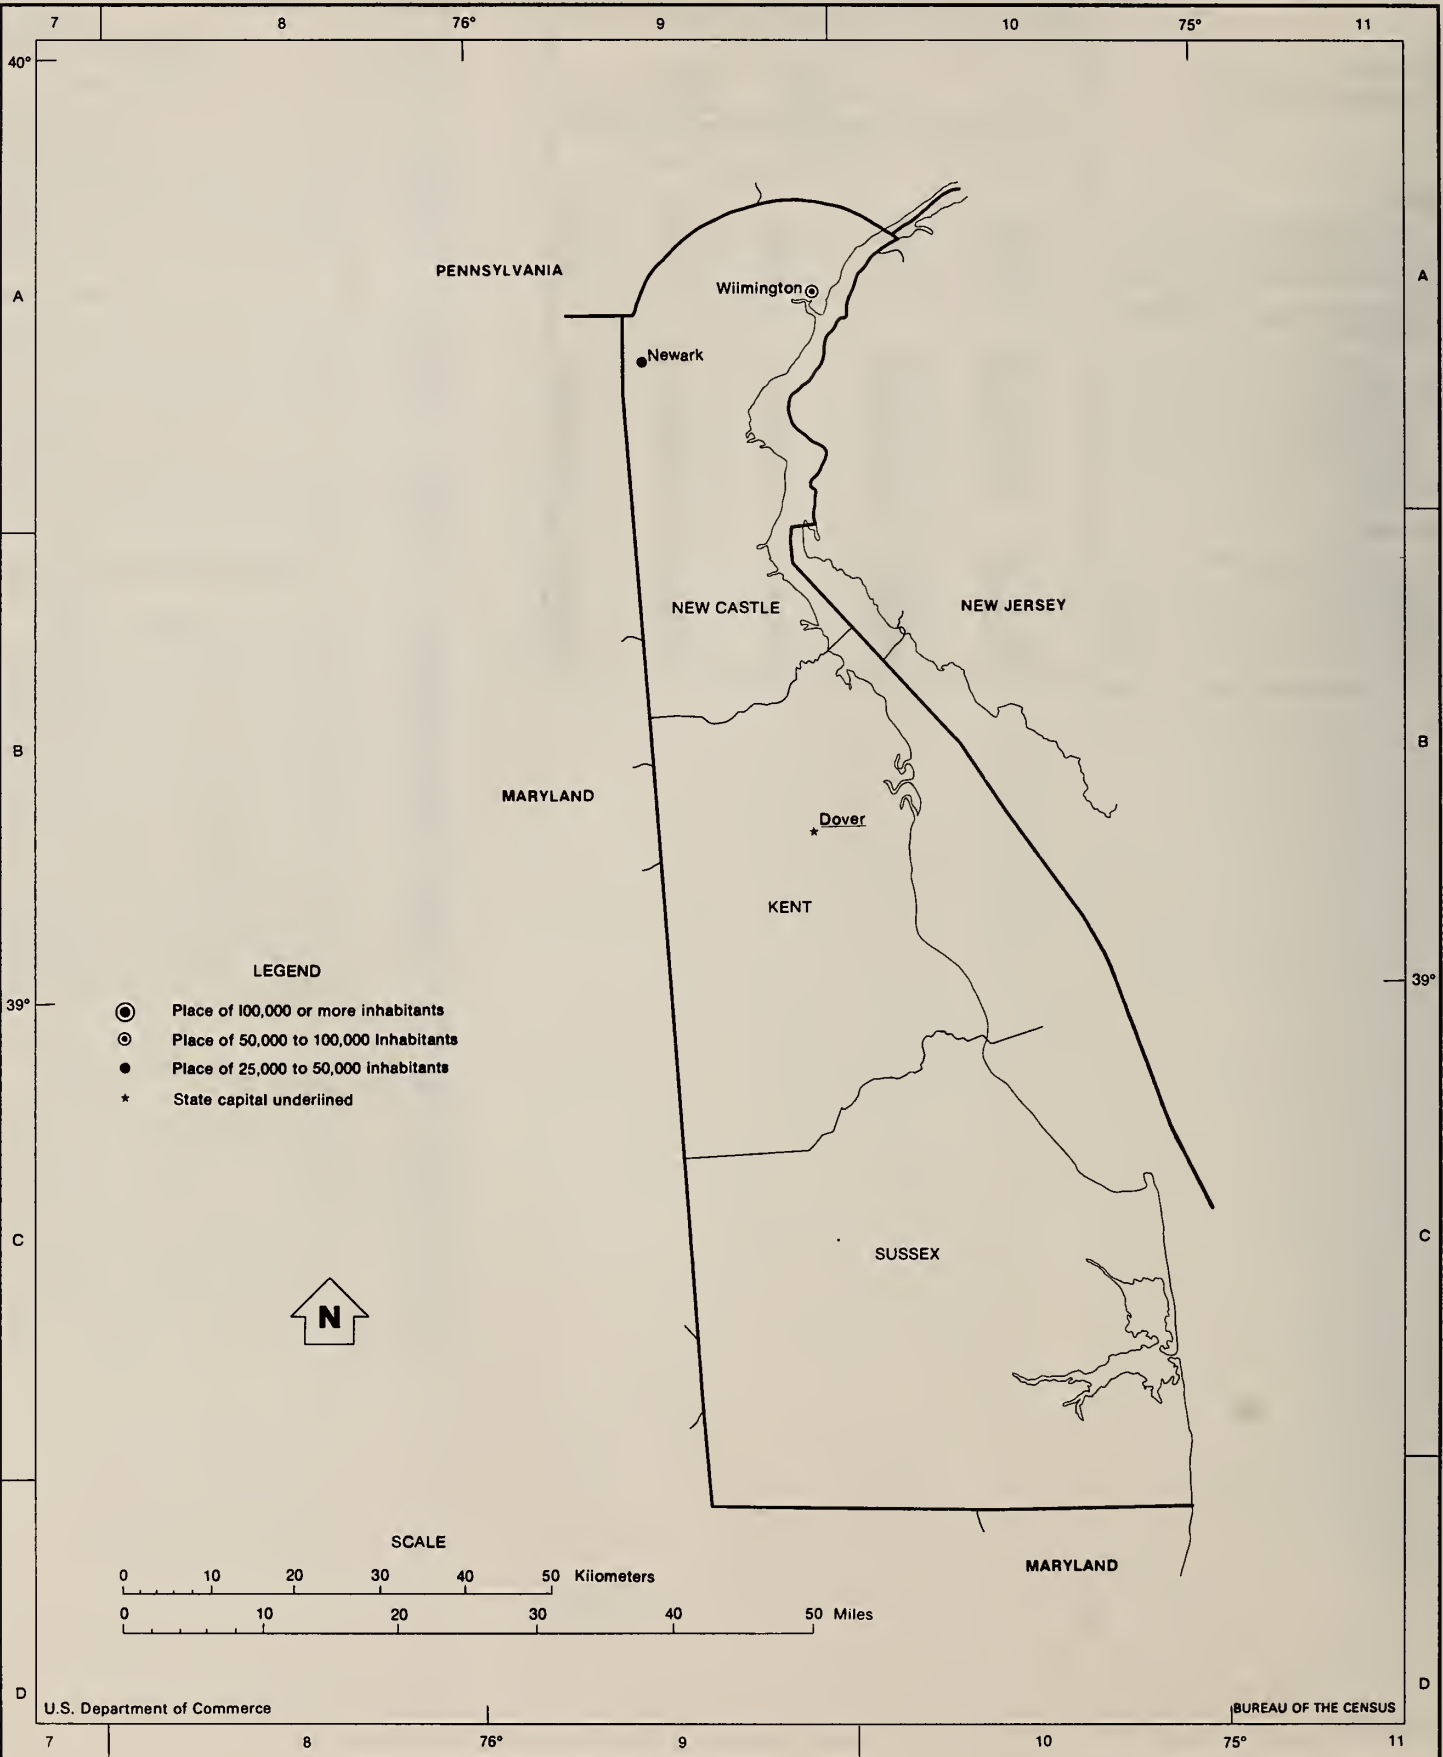 7 8 76° 9 10 75° 11
40°
PENNSYLVANIA
A A
Wilmington
Newark
NEW CASTLE NEW JERSEY
B B
MARYLAND
Dover
KENT
LEGEND
39° 39°
Place of 100,000 or more inhabitants
Place of 50,000 to 100,000 Inhabitants
Place of 25,000 to 50,000 inhabitants
State capital underlined
C C
SUSSEX
N
SCALE
MARYLAND
0 10 20 30 40 50 Kilometers
0 10 20 30 40 50 Miles
D D
U.S. Department of Commerce BUREAU OF THE CENSUS
7 8 76° 9 10 75° 11